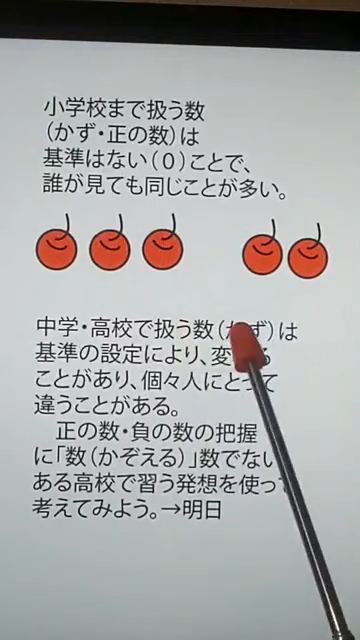 小学校まで扱う数
(かず・正の数)は
基準はない(0)ことで、
誰が見ても同じことが多い。
中学・高校で扱う数(かず)は
基準の設定により、変る
ことがあり、個々人にとって
違うことがある。
正の数・負の数の把握
に「数(かぞえる)」数でない
ある高校で習う発想を使っ
考えてみよう。→明日